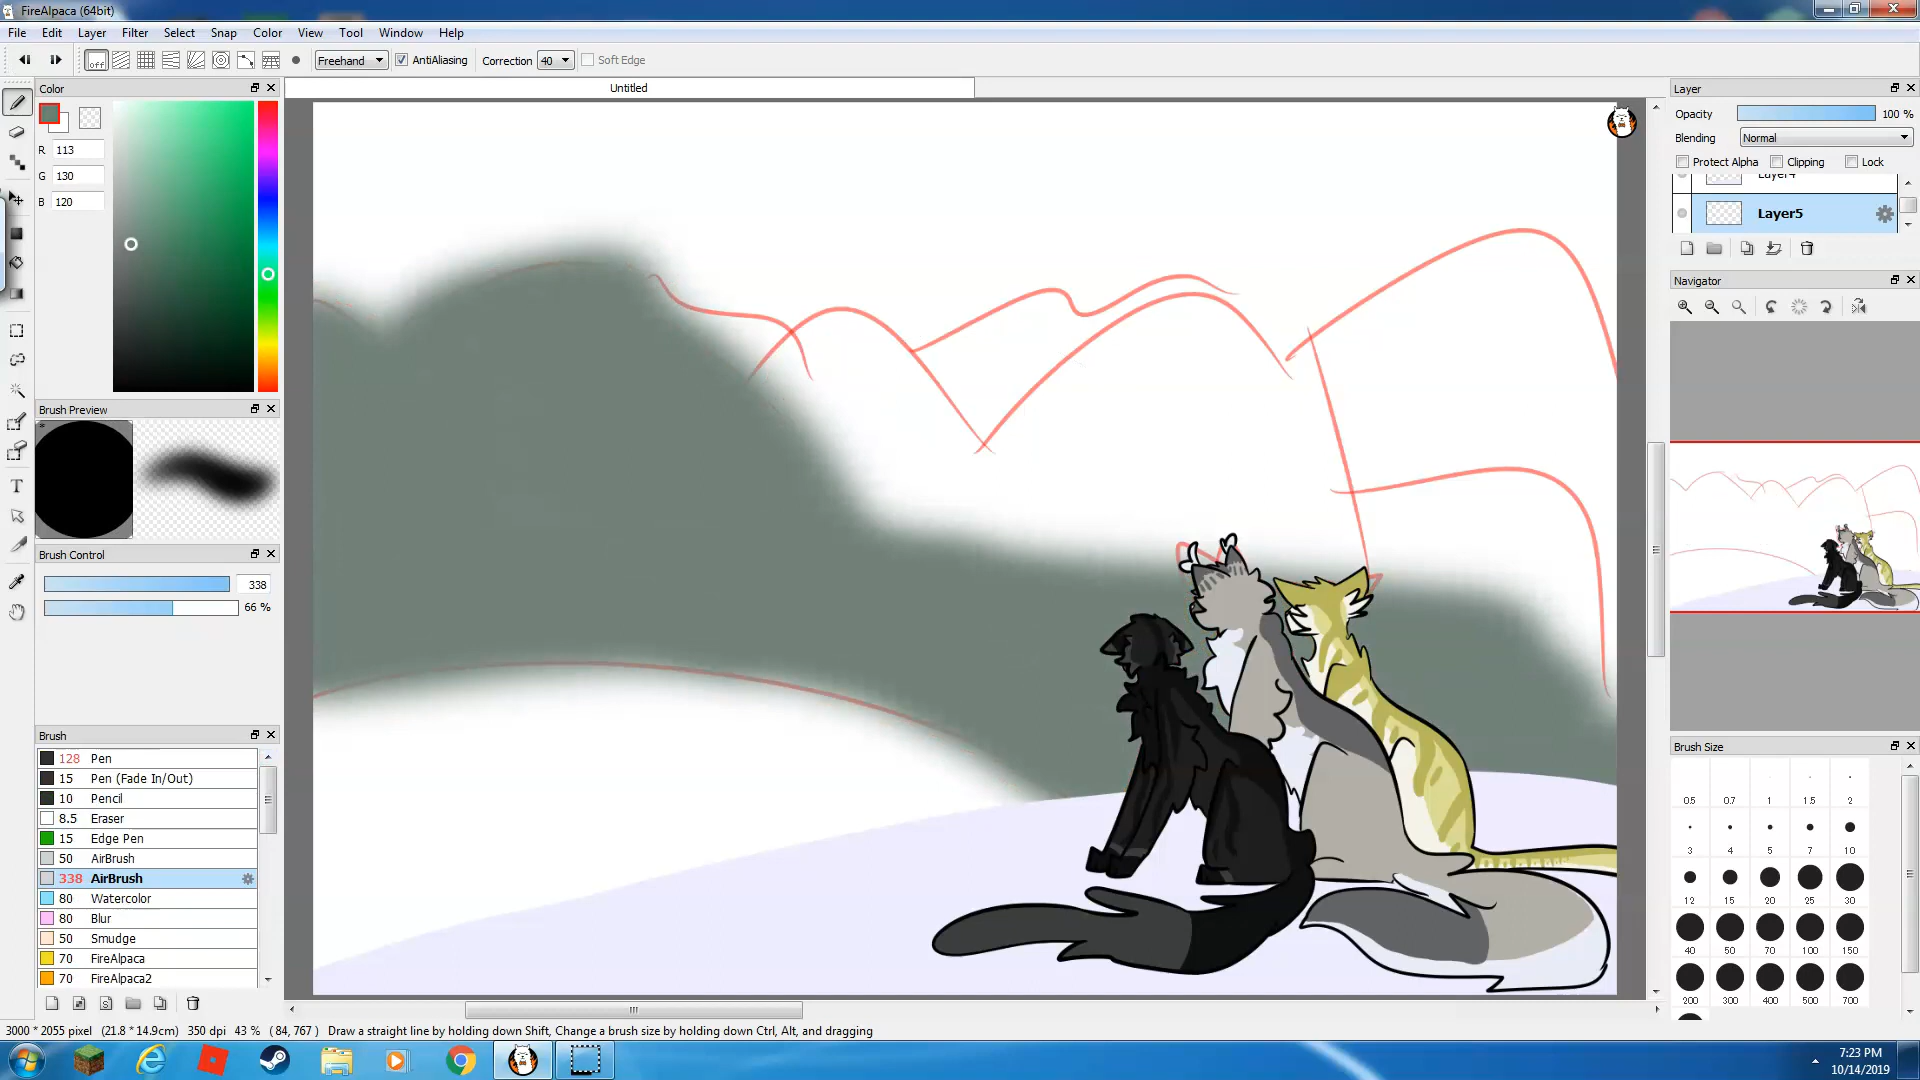 FireAlpaca (64bit)
File Edit Layer Filter Select Snap Color View Tool Window Help
off Freehand AntiAliasing Correction 40 Soft Edge
Color
Untitled
Layer
R 113
G 130
B 120
Opacity 100 %
Blending Normal
Protect Alpha Clipping Lock
Layer4
Layer5
Navigator
Brush Preview
Brush Control
338
66 %
Brush
128 Pen
15 Pen (Fade In/Out)
10 Pencil
8.5 Eraser
15 Edge Pen
50 AirBrush
338 AirBrush
80 Watercolor
80 Blur
50 Smudge
70 FireAlpaca
70 FireAlpaca2
Brush Size
0.5 0.7 1 1.5 2
3 4 5 7 10
12 15 20 25 30
40 50 70 100 150
200 300 400 500 700
3000 * 2055 pixel (21.8 * 14.9cm) 350 dpi 43 % ( 84, 767 ) Draw a straight line by holding down Shift, Change a brush size by holding down Ctrl, Alt, and dragging
7:23 PM
10/14/2019